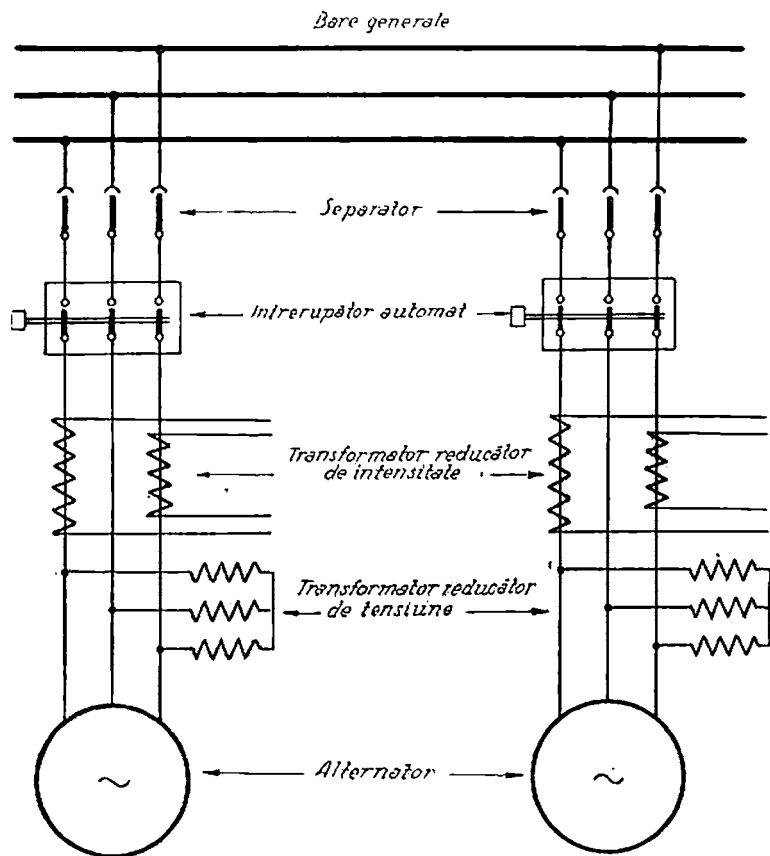 Bare generale
Separator
Intrerupător automat
Transformator reducător
de intensitate
Transformator reducător
de tensiune
Alternator
~
~